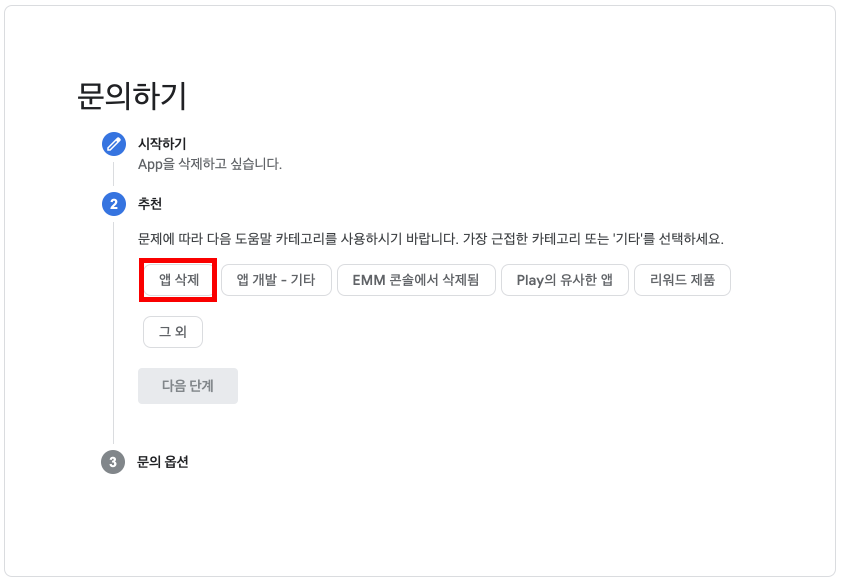 문의하기
시작하기
App을 삭제하고 싶습니다.
2 추천
문제에 따라 다음 도움말 카테고리를 사용하시기 바랍니다. 가장 근접한 카테고리 또는 '기타'를 선택하세요.
앱 삭제 앱 개발 - 기타 EMM 콘솔에서 삭제됨 Play의 유사한 앱 리워드 제품
그 외
다음 단계
3 문의 옵션